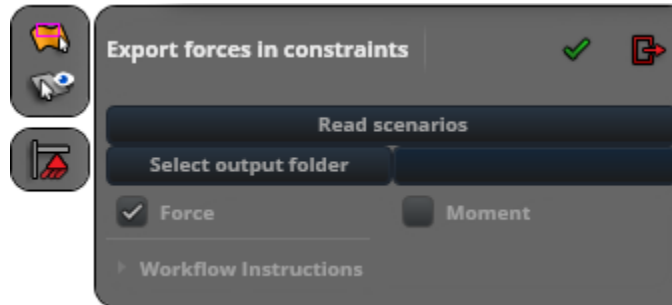 Export forces in constraints
Read scenarios
Select output folder
Force
Moment
Workflow Instructions